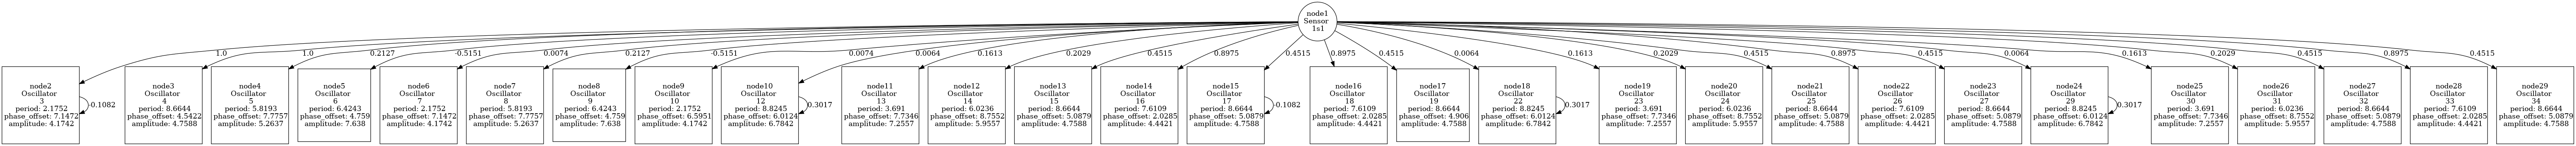 node1
Sensor
1s1
1.0
1.0
0.2127
-0.5151
0.0074
0.2127
-0.5151
0.0074
0.0064
0.1613
0.2029
0.4515
0.8975
0.4515
0.8975
0.4515
0.0064
0.1613
0.2029
0.4515
0.8975
0.4515
0.0064
0.1613
0.2029
0.4515
0.8975
0.4515
node2
Oscillator
3
period: 2.1752
phase_offset: 7.1472
amplitude: 4.1742
-0.1082
node3
Oscillator
4
period: 8.6644
phase_offset: 4.5422
amplitude: 4.7588
node4
Oscillator
5
period: 5.8193
phase_offset: 7.7757
amplitude: 5.2637
node5
Oscillator
6
period: 6.4243
phase_offset: 4.759
amplitude: 7.638
node6
Oscillator
7
period: 2.1752
phase_offset: 7.1472
amplitude: 4.1742
node7
Oscillator
8
period: 5.8193
phase_offset: 7.7757
amplitude: 5.2637
node8
Oscillator
9
period: 6.4243
phase_offset: 4.759
amplitude: 7.638
node9
Oscillator
10
period: 2.1752
phase_offset: 6.5951
amplitude: 4.1742
node10
Oscillator
12
period: 8.8245
phase_offset: 6.0124
amplitude: 6.7842
0.3017
node11
Oscillator
13
period: 3.691
phase_offset: 7.7346
amplitude: 7.2557
node12
Oscillator
14
period: 6.0236
phase_offset: 8.7552
amplitude: 5.9557
node13
Oscillator
15
period: 8.6644
phase_offset: 5.0879
amplitude: 4.7588
node14
Oscillator
16
period: 7.6109
phase_offset: 2.0285
amplitude: 4.4421
node15
Oscillator
17
period: 8.6644
phase_offset: 5.0879
amplitude: 4.7588
-0.1082
node16
Oscillator
18
period: 7.6109
phase_offset: 2.0285
amplitude: 4.4421
node17
Oscillator
19
period: 8.6644
phase_offset: 4.906
amplitude: 4.7588
node18
Oscillator
22
period: 8.8245
phase_offset: 6.0124
amplitude: 6.7842
0.3017
node19
Oscillator
23
period: 3.691
phase_offset: 7.7346
amplitude: 7.2557
node20
Oscillator
24
period: 6.0236
phase_offset: 8.7552
amplitude: 5.9557
node21
Oscillator
25
period: 8.6644
phase_offset: 5.0879
amplitude: 4.7588
node22
Oscillator
26
period: 7.6109
phase_offset: 2.0285
amplitude: 4.4421
node23
Oscillator
27
period: 8.6644
phase_offset: 5.0879
amplitude: 4.7588
node24
Oscillator
29
period: 8.8245
phase_offset: 6.0124
amplitude: 6.7842
0.3017
node25
Oscillator
30
period: 3.691
phase_offset: 7.7346
amplitude: 7.2557
node26
Oscillator
31
period: 6.0236
phase_offset: 8.7552
amplitude: 5.9557
node27
Oscillator
32
period: 8.6644
phase_offset: 5.0879
amplitude: 4.7588
node28
Oscillator
33
period: 7.6109
phase_offset: 2.0285
amplitude: 4.4421
node29
Oscillator
34
period: 8.6644
phase_offset: 5.0879
amplitude: 4.7588